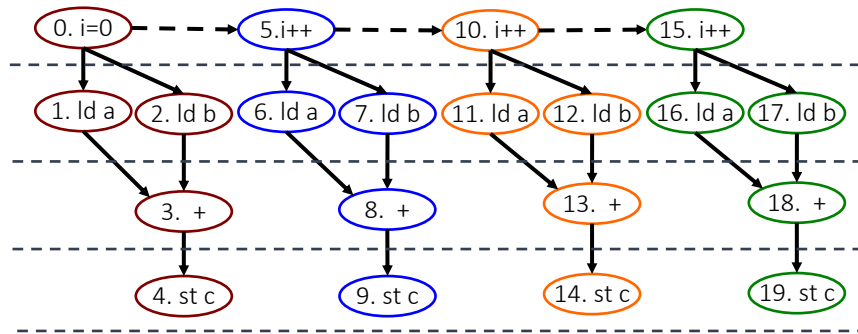 0. i=0
5.i++
10. i++
15. i++
1. ld a
2. ld b
6. ld a
7. ld b
11. ld a
12. ld b
16. ld a
17. ld b
3. +
8. +
13. +
18. +
4. st c
9. st c
14. st c
19. st c